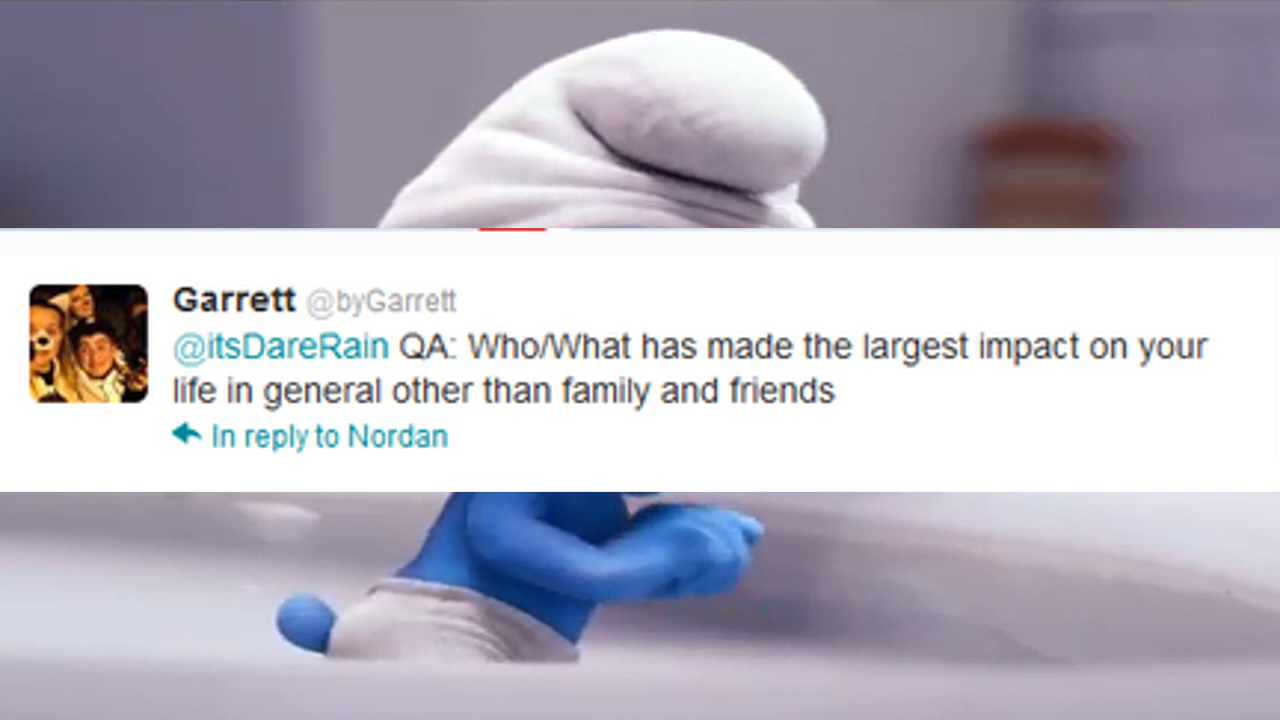 Garrett @byGarrett
@itsDareRain QA: Who/What has made the largest impact on your
life in general other than family and friends
In reply to Nordan